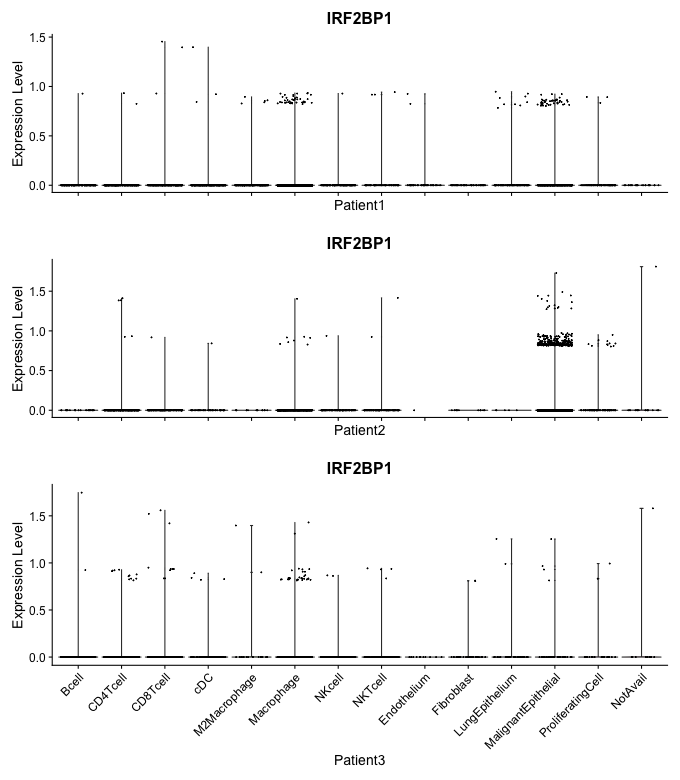 IRF2BP1
Expression Level
1.5
1.0
0.5
0.0
Patient1
IRF2BP1
Expression Level
1.5
1.0
0.5
0.0
Patient2
IRF2BP1
Expression Level
1.5
1.0
0.5
0.0
Bcell
CD4Tcell
CD8Tcell
cDC
M2Macrophage
Macrophage
NKcell
NKTcell
Endothelium
Fibroblast
LungEpithelium
MalignantEpithelial
ProliferatingCell
NotAvail
Patient3